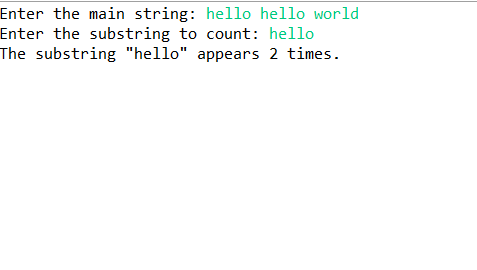 Enter the main string: hello hello world
Enter the substring to count: hello
The substring "hello" appears 2 times.